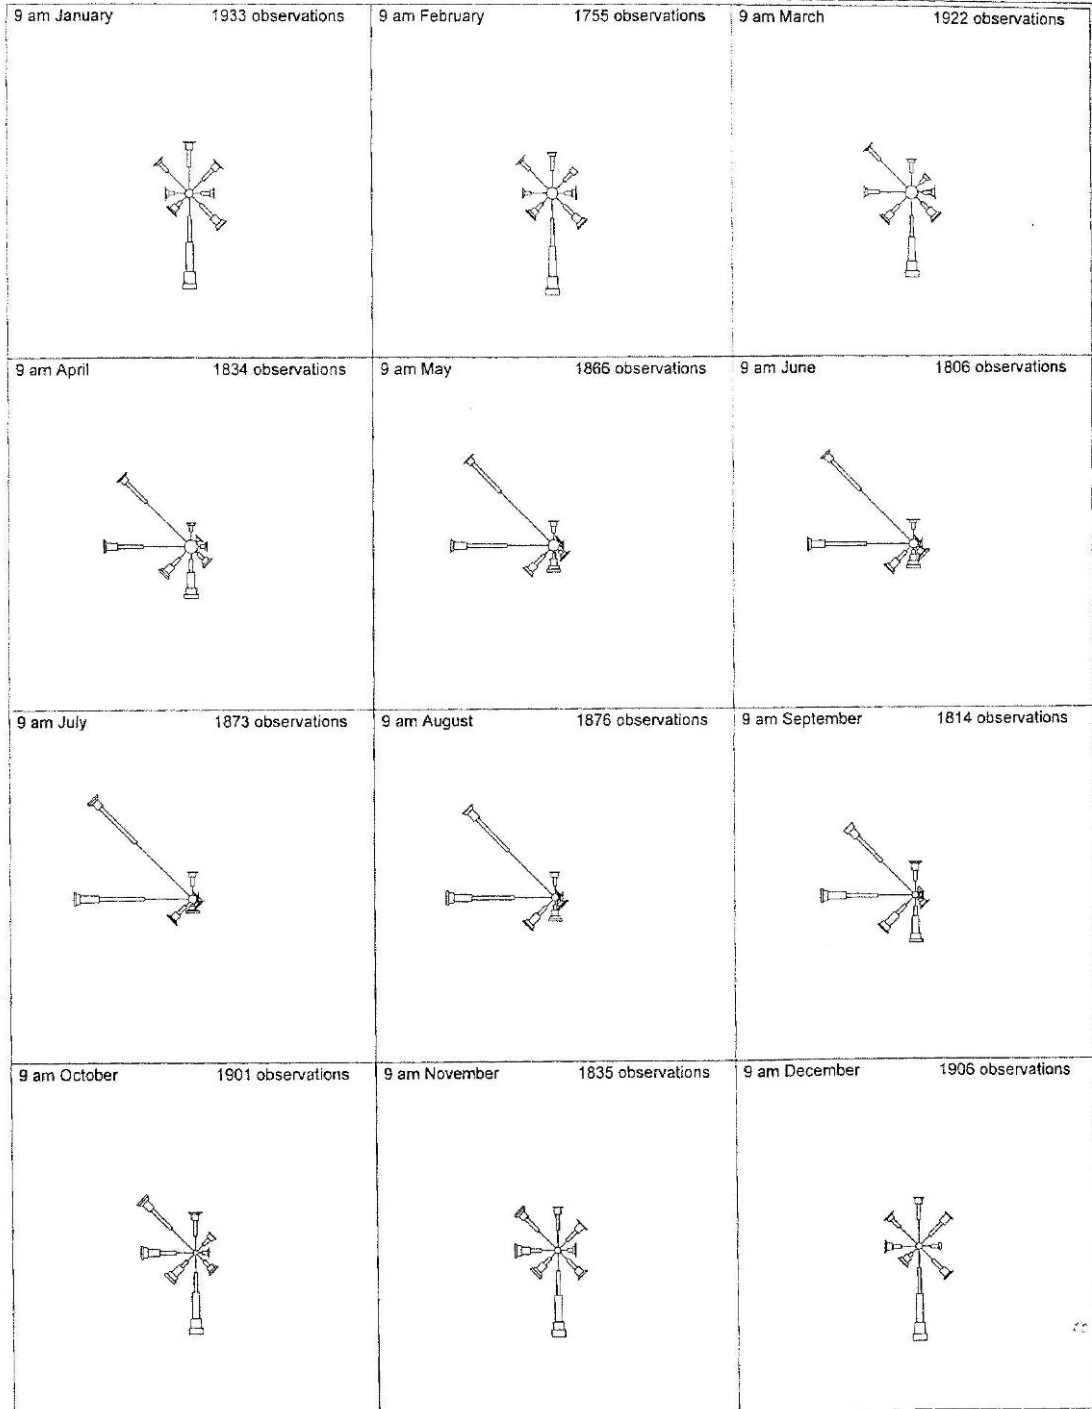 9 am January 1933 observations
9 am February 1755 observations
9 am March 1922 observations
9 am April 1834 observations
9 am May 1866 observations
9 am June 1806 observations
9 am July 1873 observations
9 am August 1876 observations
9 am September 1814 observations
9 am October 1901 observations
9 am November 1835 observations
9 am December 1906 observations